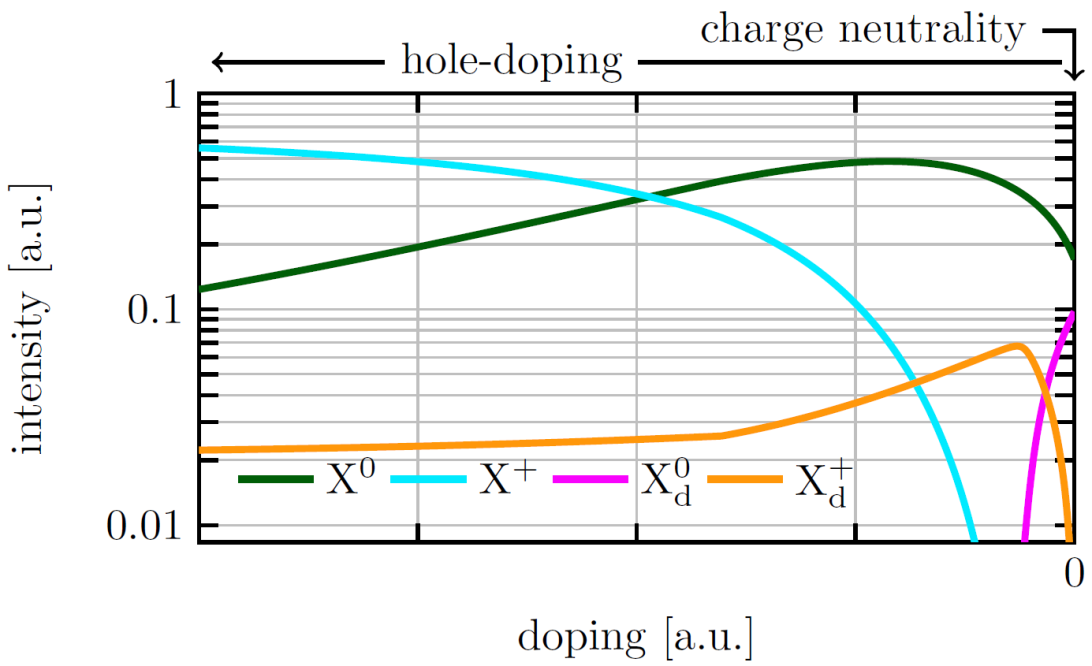 charge neutrality
hole-doping
1
0.1
0.01
intensity [a.u.]
X⁰ X⁺ X⁰_d X⁺_d
0
doping [a.u.]